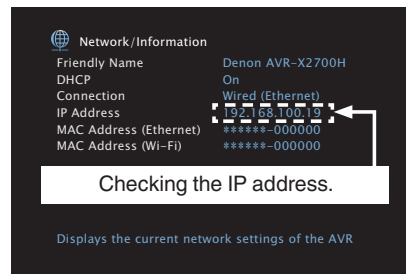 Network/Information
Friendly Name Denon AVR-X2700H
DHCP On
Connection Wired (Ethernet)
IP Address 192.168.100.19
MAC Address (Ethernet) ******-000000
MAC Address (Wi-Fi) ******-000000
Checking the IP address.
Displays the current network settings of the AVR